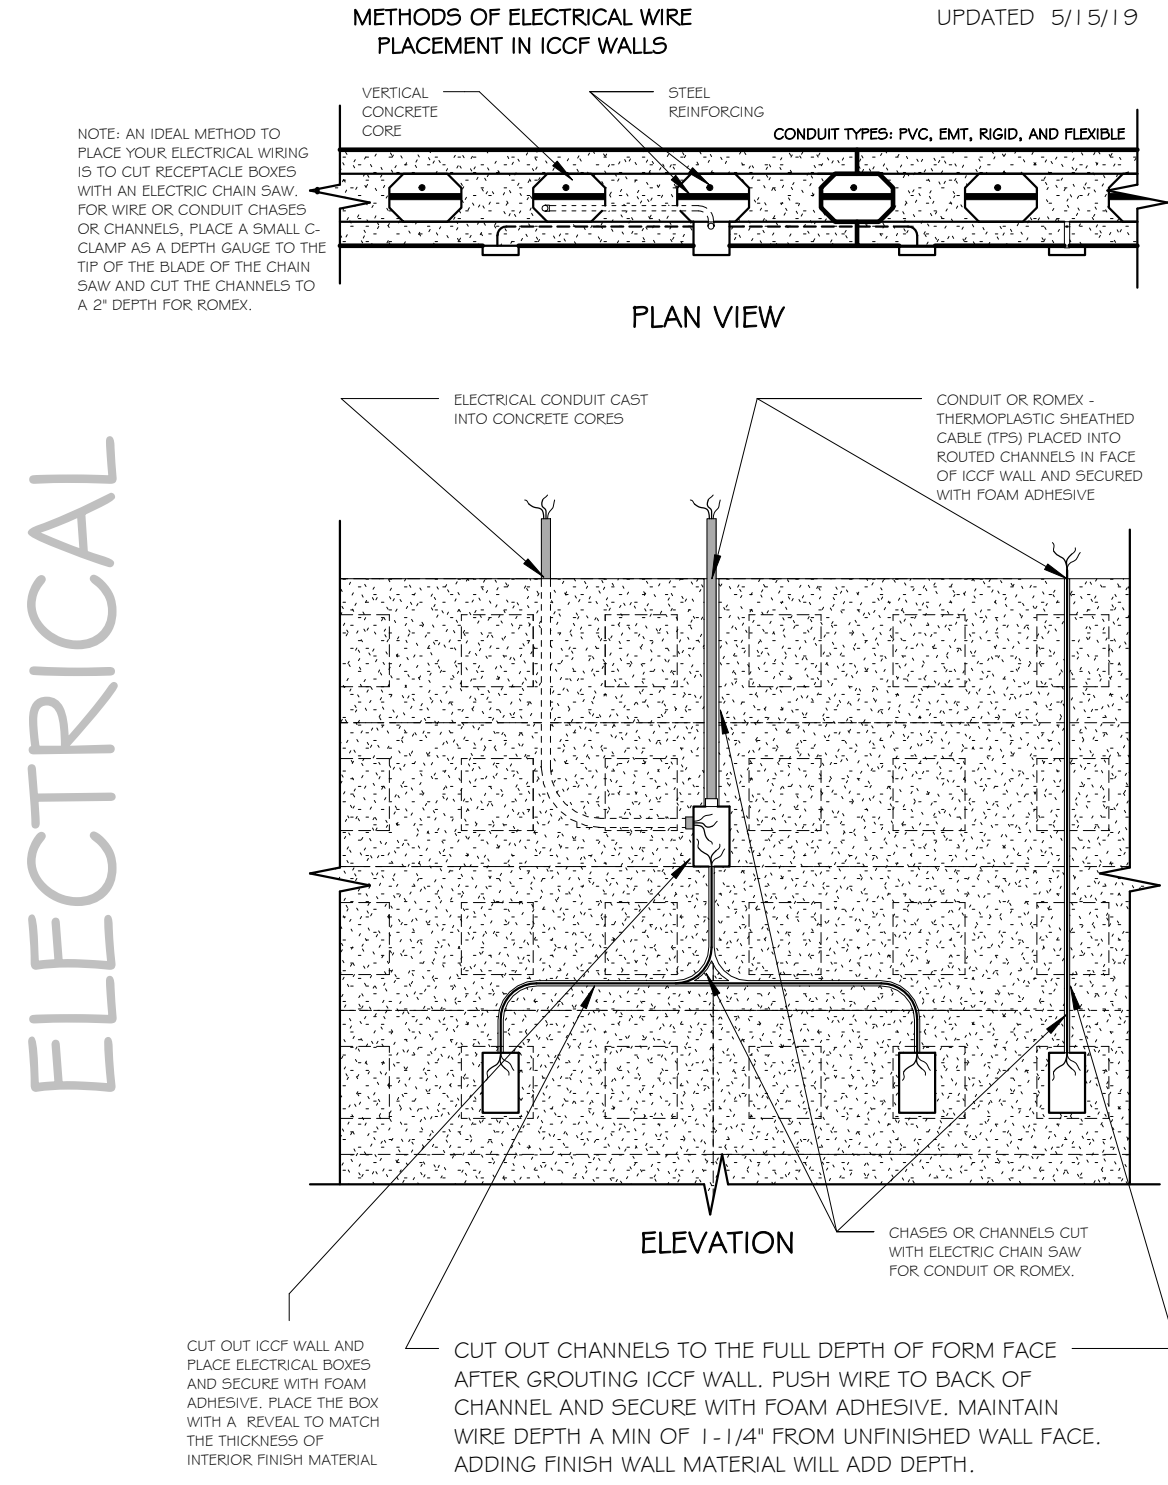 METHODS OF ELECTRICAL WIRE
PLACEMENT IN ICCF WALLS
UPDATED 5/15/19
VERTICAL
CONCRETE
CORE
STEEL
REINFORCING
CONDUIT TYPES: PVC, EMT, RIGID, AND FLEXIBLE
NOTE: AN IDEAL METHOD TO
PLACE YOUR ELECTRICAL WIRING
IS TO CUT RECEPTACLE BOXES
WITH AN ELECTRIC CHAIN SAW.
FOR WIRE OR CONDUIT CHASES
OR CHANNELS, PLACE A SMALL C-
CLAMP AS A DEPTH GAUGE TO THE
TIP OF THE BLADE OF THE CHAIN
SAW AND CUT THE CHANNELS TO
A 2" DEPTH FOR ROMEX.
PLAN VIEW
ELECTRICAL CONDUIT CAST
INTO CONCRETE CORES
CONDUIT OR ROMEX -
THERMOPLASTIC SHEATHED
CABLE (TPS) PLACED INTO
ROUTED CHANNELS IN FACE
OF ICCF WALL AND SECURED
WITH FOAM ADHESIVE
ELECTRICAL
ELEVATION
CHASES OR CHANNELS CUT
WITH ELECTRIC CHAIN SAW
FOR CONDUIT OR ROMEX.
CUT OUT ICCF WALL AND
PLACE ELECTRICAL BOXES
AND SECURE WITH FOAM
ADHESIVE. PLACE THE BOX
WITH A REVEAL TO MATCH
THE THICKNESS OF
INTERIOR FINISH MATERIAL
CUT OUT CHANNELS TO THE FULL DEPTH OF FORM FACE
AFTER GROUTING ICCF WALL. PUSH WIRE TO BACK OF
CHANNEL AND SECURE WITH FOAM ADHESIVE. MAINTAIN
WIRE DEPTH A MIN OF 1-1/4" FROM UNFINISHED WALL FACE.
ADDING FINISH WALL MATERIAL WILL ADD DEPTH.